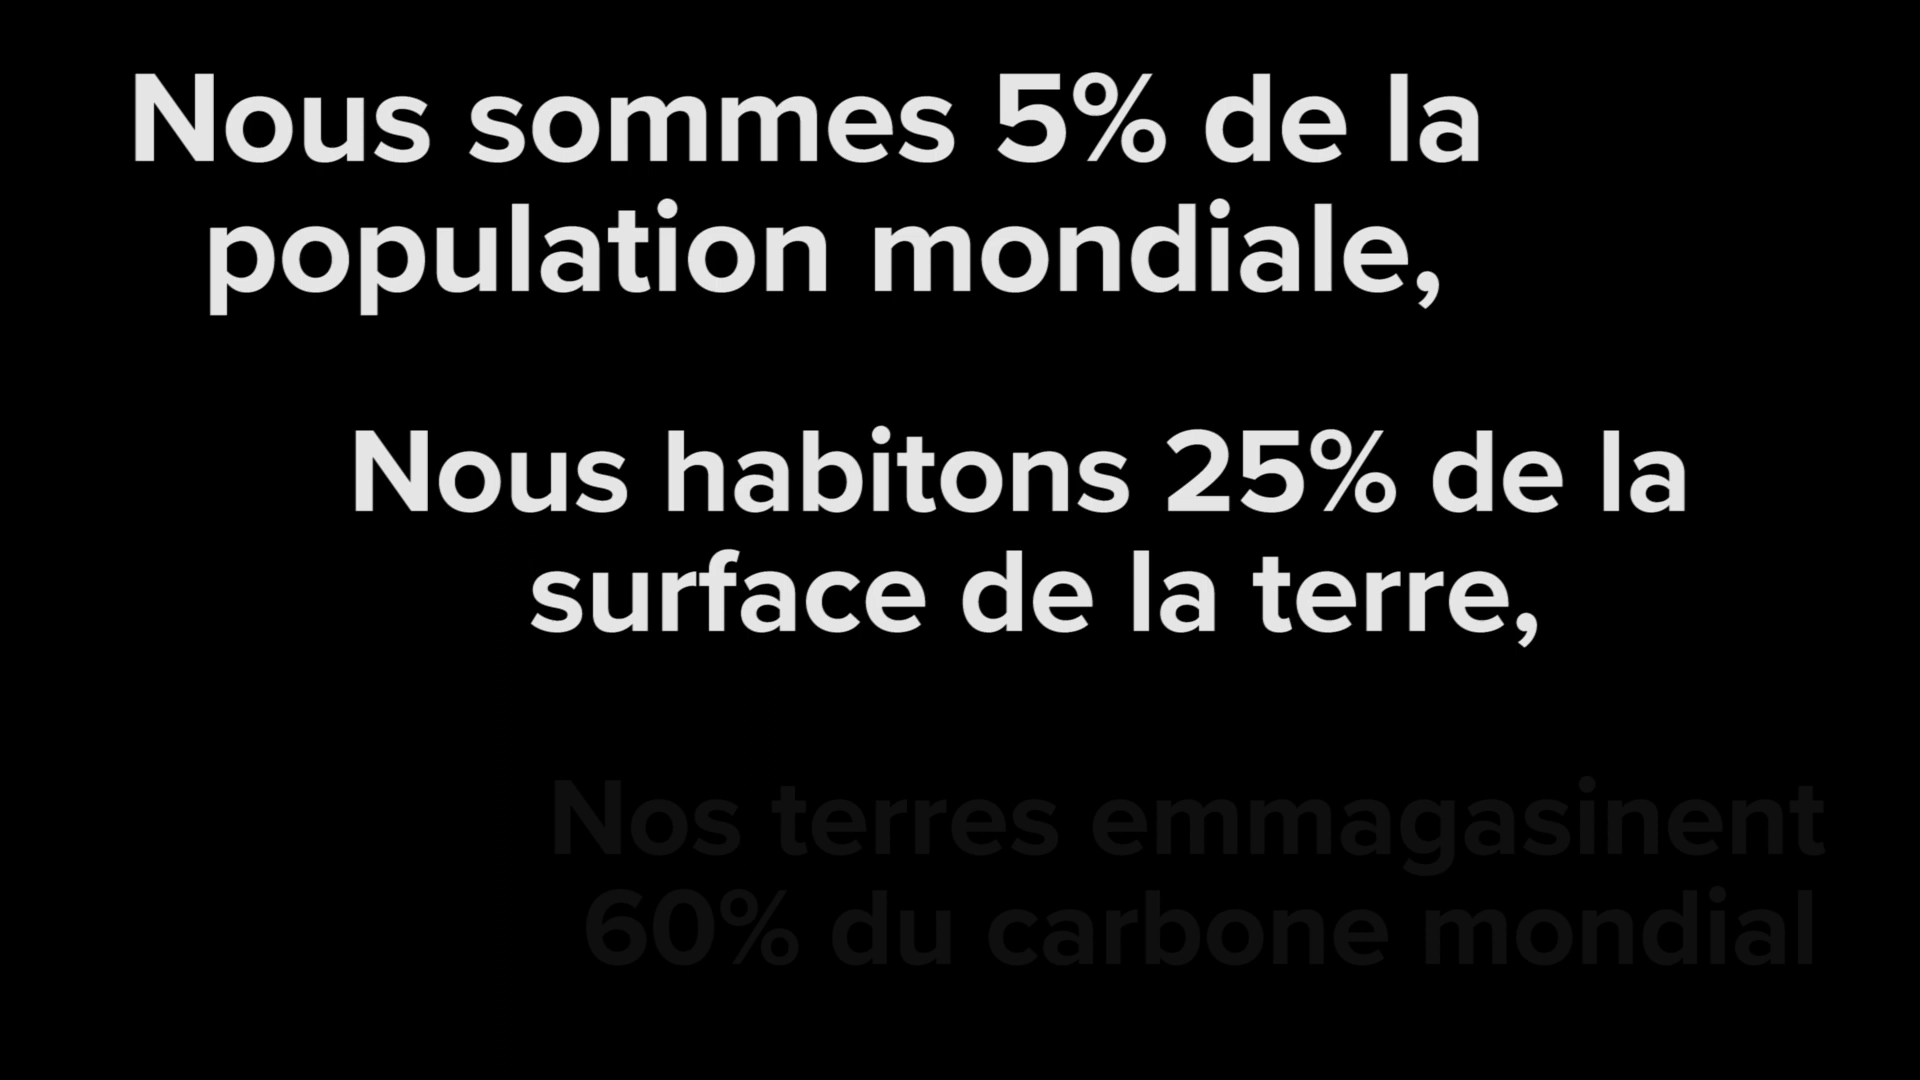 Nous sommes 5% de la
population mondiale,
Nous habitons 25% de la
surface de la terre,
Nos terres emmagasinent
60% du carbone mondial